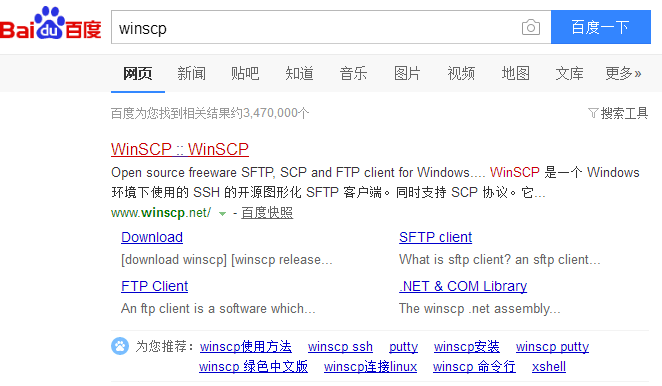 Bai du 百度 winscp 百度一下
网页 新闻 贴吧 知道 音乐 图片 视频 地图 文库 更多»
百度为您找到相关结果约3,470,000个 搜索工具
WinSCP :: WinSCP
Open source freeware SFTP, SCP and FTP client for Windows.... WinSCP 是一个 Windows
环境下使用的 SSH 的开源图形化 SFTP 客户端。同时支持 SCP 协议。它...
www.winscp.net/ - 百度快照
Download SFTP client
[download winscp] [winscp release... What is sftp client? an sftp client...
FTP Client .NET & COM Library
An ftp client is a software which... The winscp .net assembly...
为您推荐： winscp使用方法 winscp ssh putty winscp安装 winscp putty
winscp 绿色中文版 winscp连接linux winscp 命令行 xshell